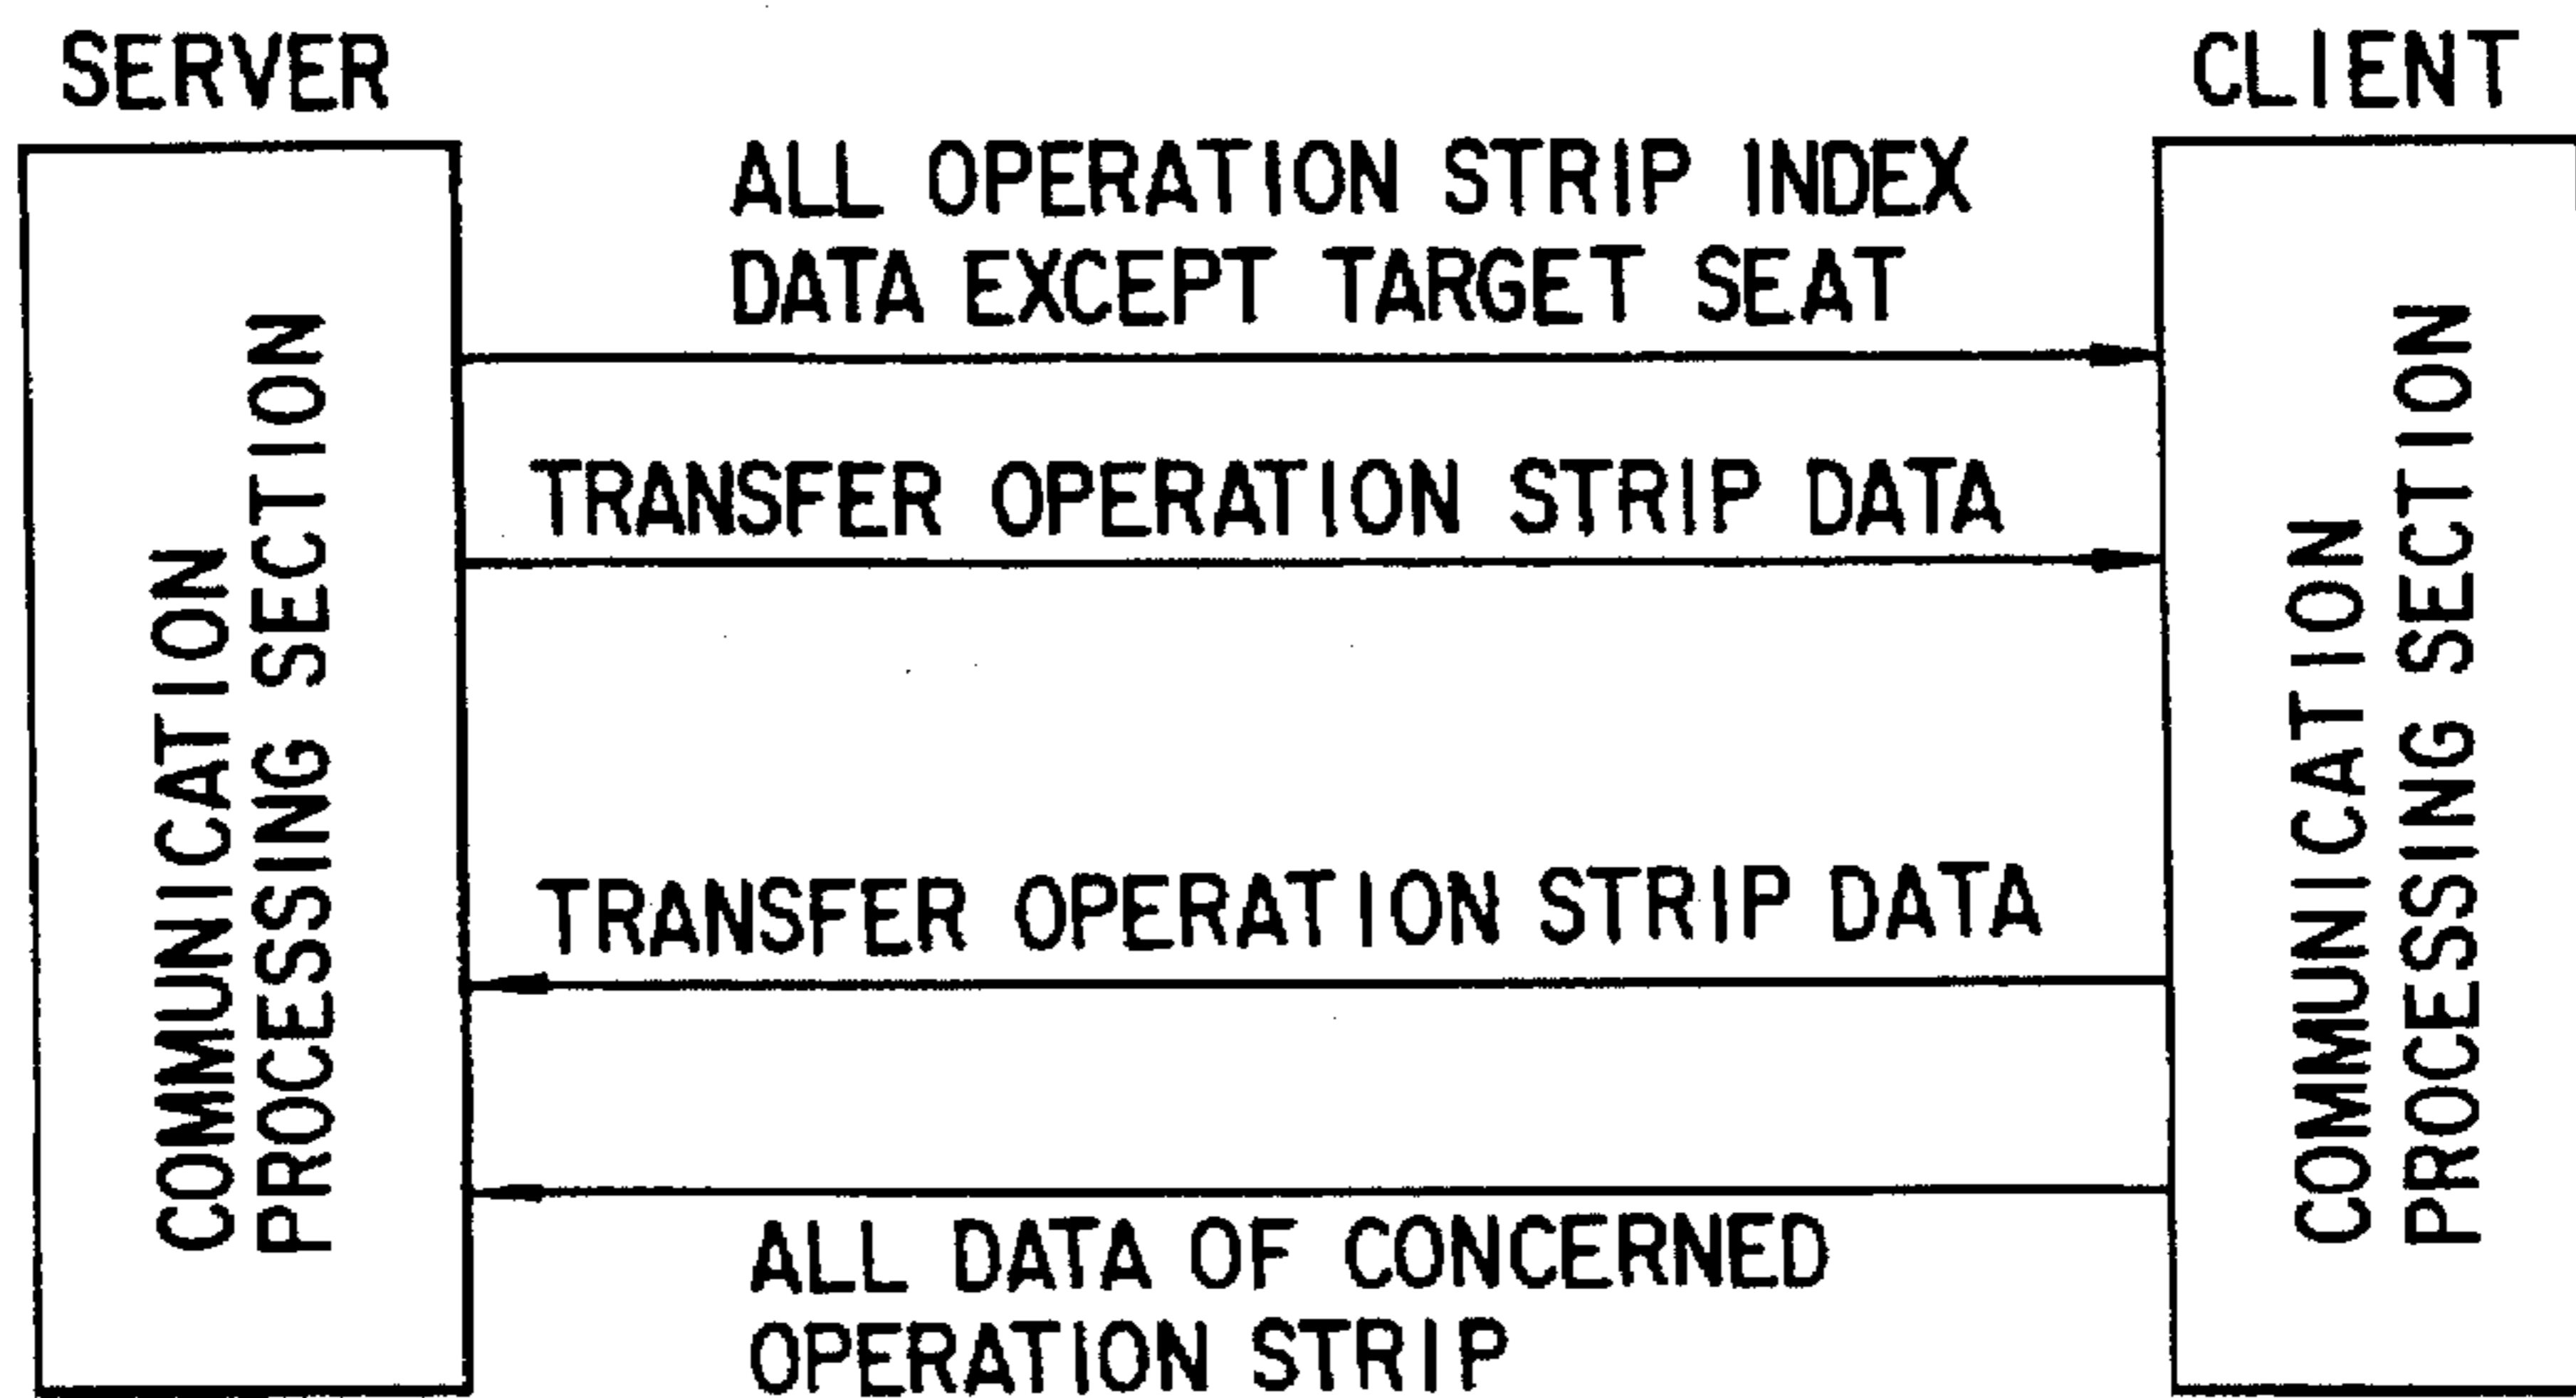 SERVER
CLIENT
ALL OPERATION STRIP INDEX
DATA EXCEPT TARGET SEAT
TRANSFER OPERATION STRIP DATA
TRANSFER OPERATION STRIP DATA
ALL DATA OF CONCERNED
OPERATION STRIP
COMMUNICATION
PROCESSING SECTION
COMMUNICATION
PROCESSING SECTION